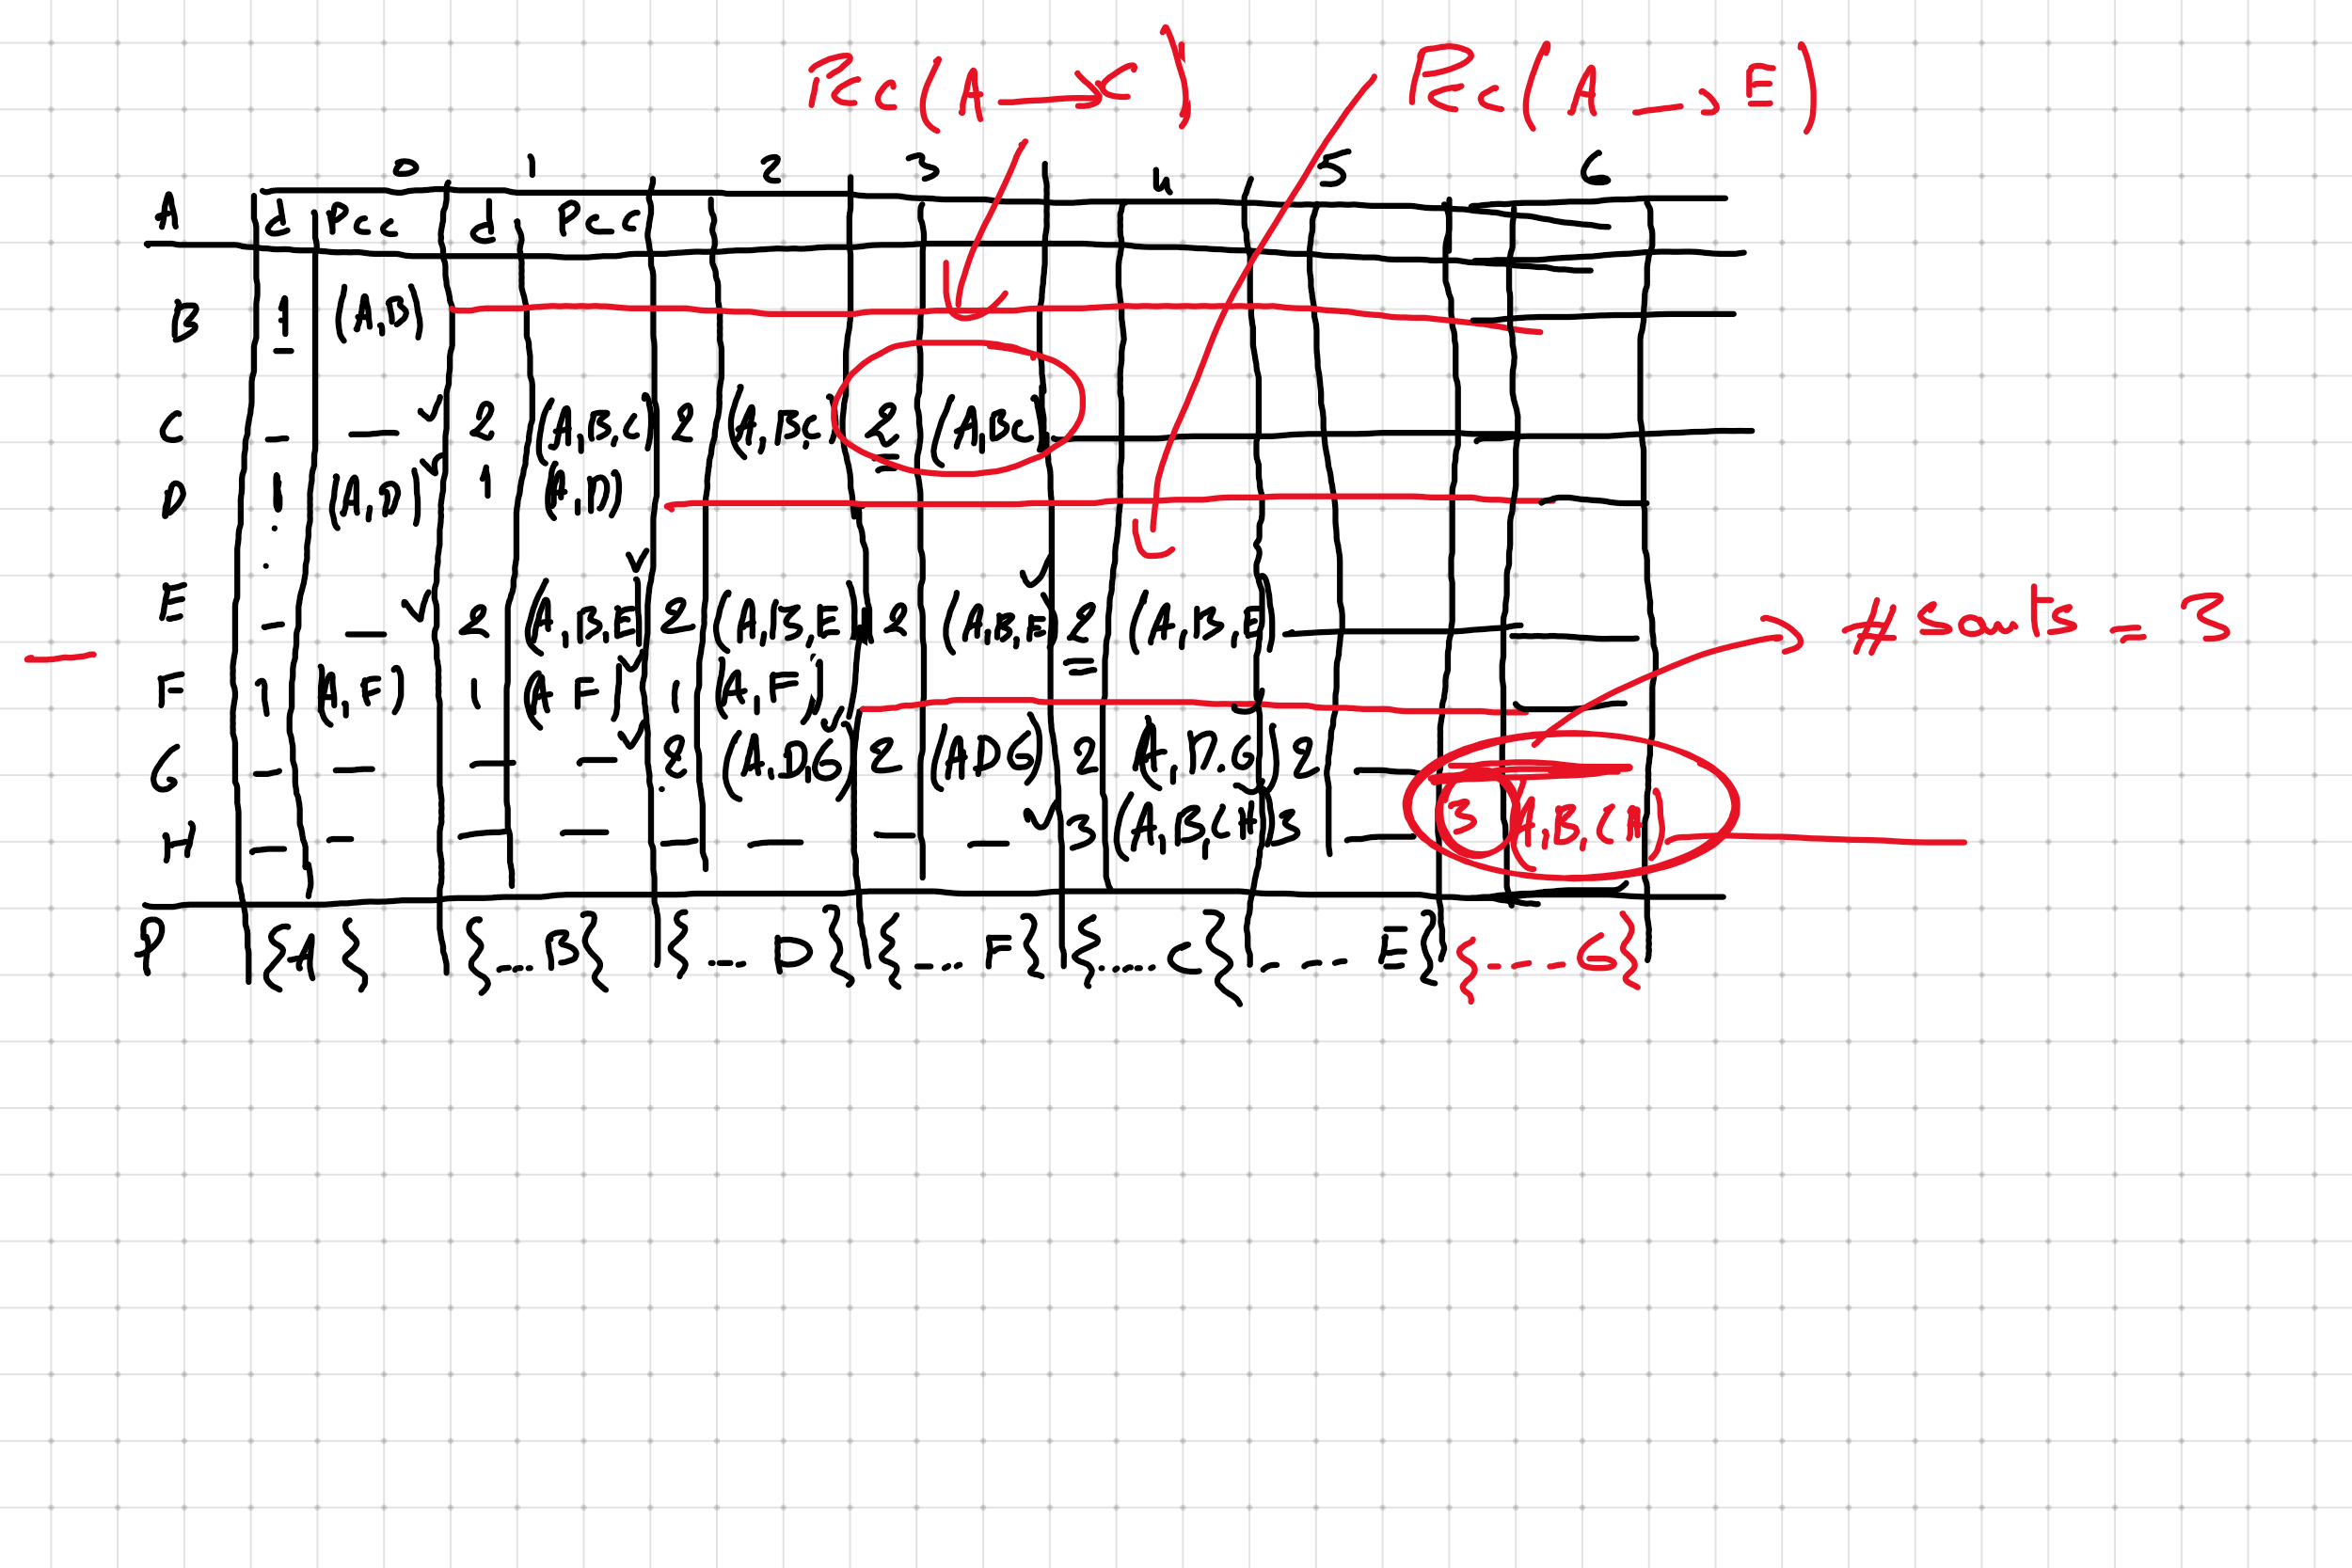 Pcc(A → C) Pcc(A → E)
0 1 2 3 4 5 6
A d Pcc d Pcc
B 1 (A,B)
C – — ✓ 2 (A,B,C) 2 (A,B,C) 2 (A,B,C)
D 1 (A,D) ✓ 1 (A,D)
E – — ✓ 2 (A,B,E) ✓ 2 (A,B,E) 2 (A,B,E) ✓ 2 (A,B,E)
F 1 (A,F) 1 (A,F) ✓ 1 (A,F)
→ # Sauts = 3
G – — — — ✓ 2 (A,D,G) ✓ 2 (A,D,G) 2 (A,D,G) 2 —
H — – — — — — — — ✓ 3 (A,B,C,H) 3 — 3 (A,B,C,H)
P {A} {...B} {... D} {_... F} {.....C} {_ _ _ E} {_ _ _ G}